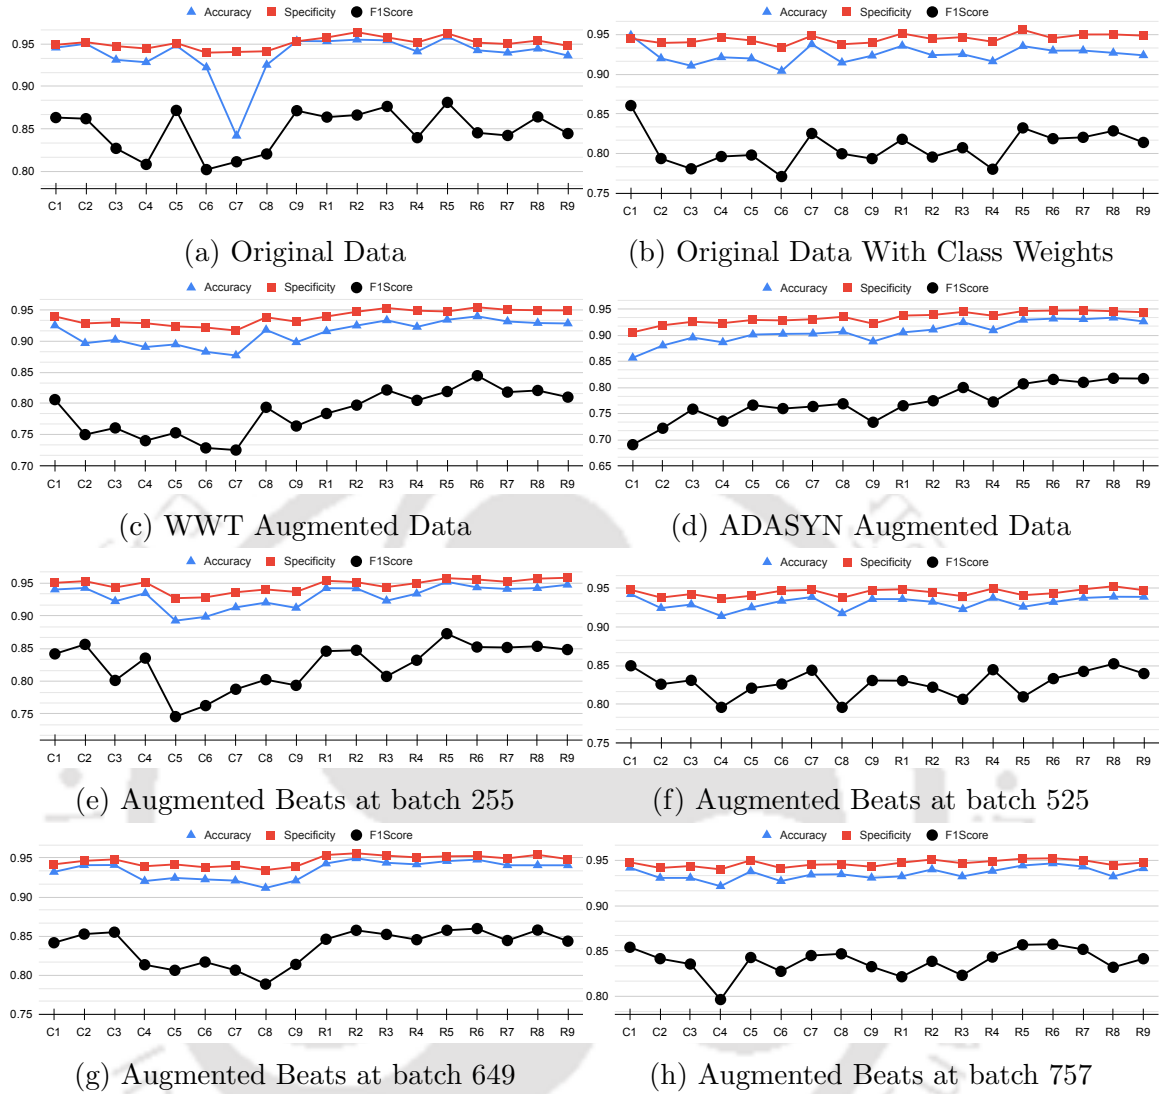 Accuracy Specificity F1Score Accuracy Specificity F1Score
0.95 0.95
0.90 0.90
0.85 0.85
0.80 0.80
0.75
C1 C2 C3 C4 C5 C6 C7 C8 C9 R1 R2 R3 R4 R5 R6 R7 R8 R9 C1 C2 C3 C4 C5 C6 C7 C8 C9 R1 R2 R3 R4 R5 R6 R7 R8 R9
(a) Original Data (b) Original Data With Class Weights
Accuracy Specificity F1Score Accuracy Specificity F1Score
0.95 0.95
0.90 0.90
0.85 0.85
0.80 0.80
0.75 0.75
0.70 0.70
0.65
C1 C2 C3 C4 C5 C6 C7 C8 C9 R1 R2 R3 R4 R5 R6 R7 R8 R9 C1 C2 C3 C4 C5 C6 C7 C8 C9 R1 R2 R3 R4 R5 R6 R7 R8 R9
(c) WWT Augmented Data (d) ADASYN Augmented Data
Accuracy Specificity F1Score Accuracy Specificity F1Score
0.95 0.95
0.90 0.90
0.85 0.85
0.80 0.80
0.75 0.75
C1 C2 C3 C4 C5 C6 C7 C8 C9 R1 R2 R3 R4 R5 R6 R7 R8 R9 C1 C2 C3 C4 C5 C6 C7 C8 C9 R1 R2 R3 R4 R5 R6 R7 R8 R9
(e) Augmented Beats at batch 255 (f) Augmented Beats at batch 525
Accuracy Specificity F1Score Accuracy Specificity F1Score
0.95 0.95
0.90 0.90
0.85 0.85
0.80 0.80
0.75
C1 C2 C3 C4 C5 C6 C7 C8 C9 R1 R2 R3 R4 R5 R6 R7 R8 R9 C1 C2 C3 C4 C5 C6 C7 C8 C9 R1 R2 R3 R4 R5 R6 R7 R8 R9
(g) Augmented Beats at batch 649 (h) Augmented Beats at batch 757